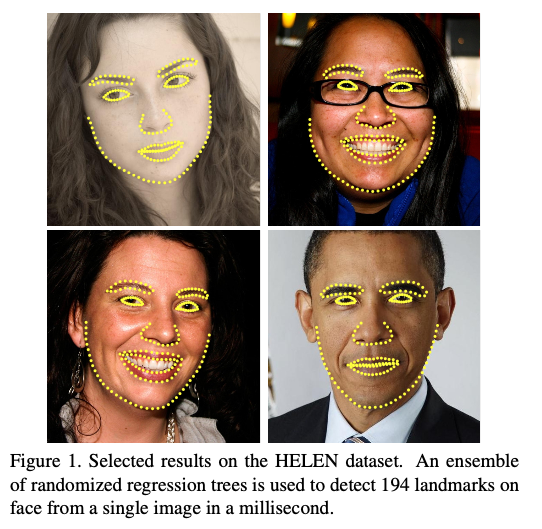 Figure 1. Selected results on the HELEN dataset. An ensemble
of randomized regression trees is used to detect 194 landmarks on
face from a single image in a millisecond.